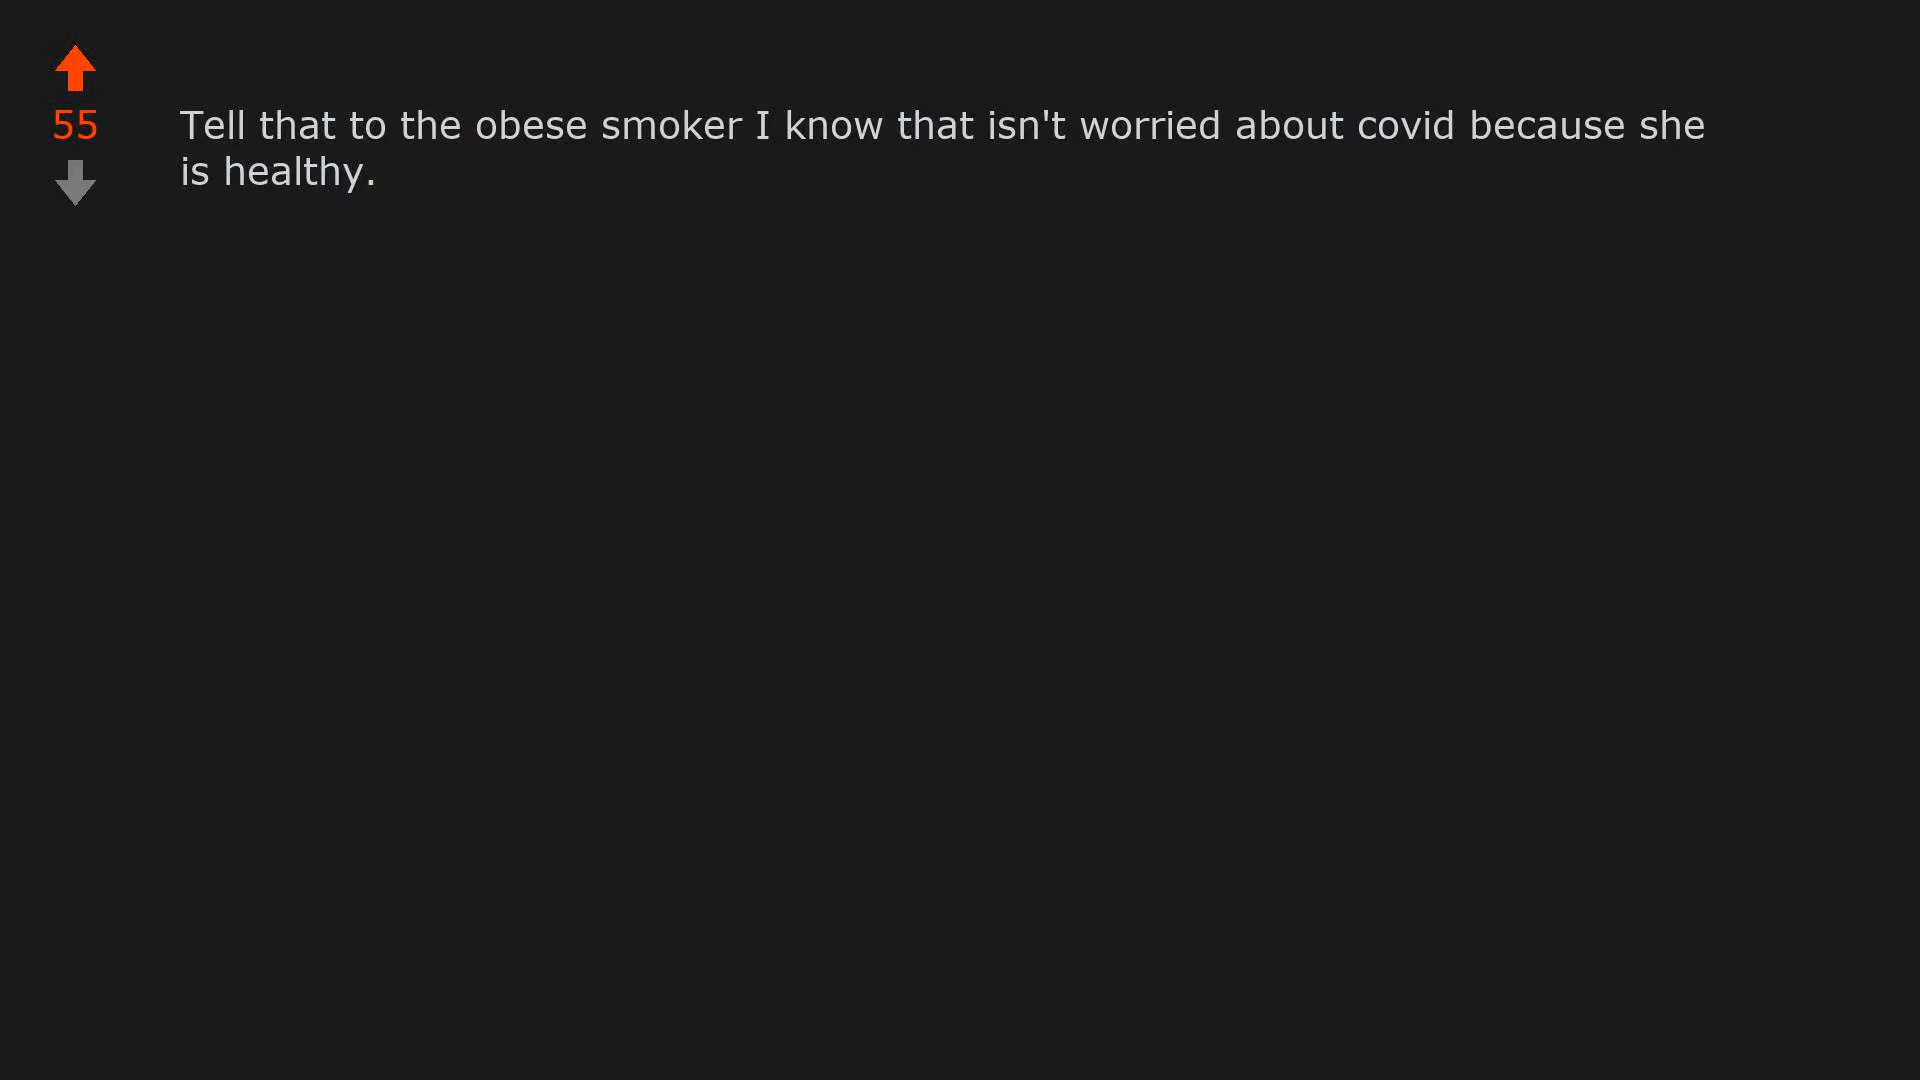 55
Tell that to the obese smoker I know that isn't worried about covid because she
is healthy.